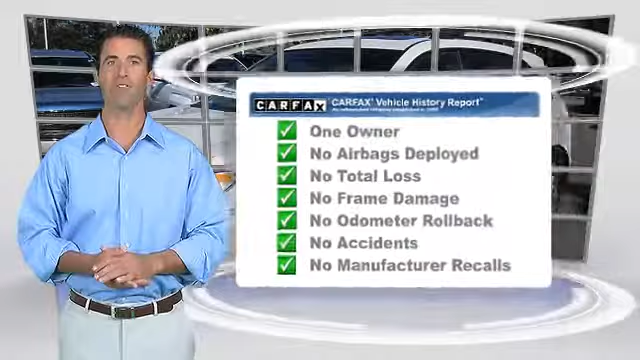 CARFAX CARFAX® Vehicle History Report™
One Owner
No Airbags Deployed
No Total Loss
No Frame Damage
No Odometer Rollback
No Accidents
No Manufacturer Recalls